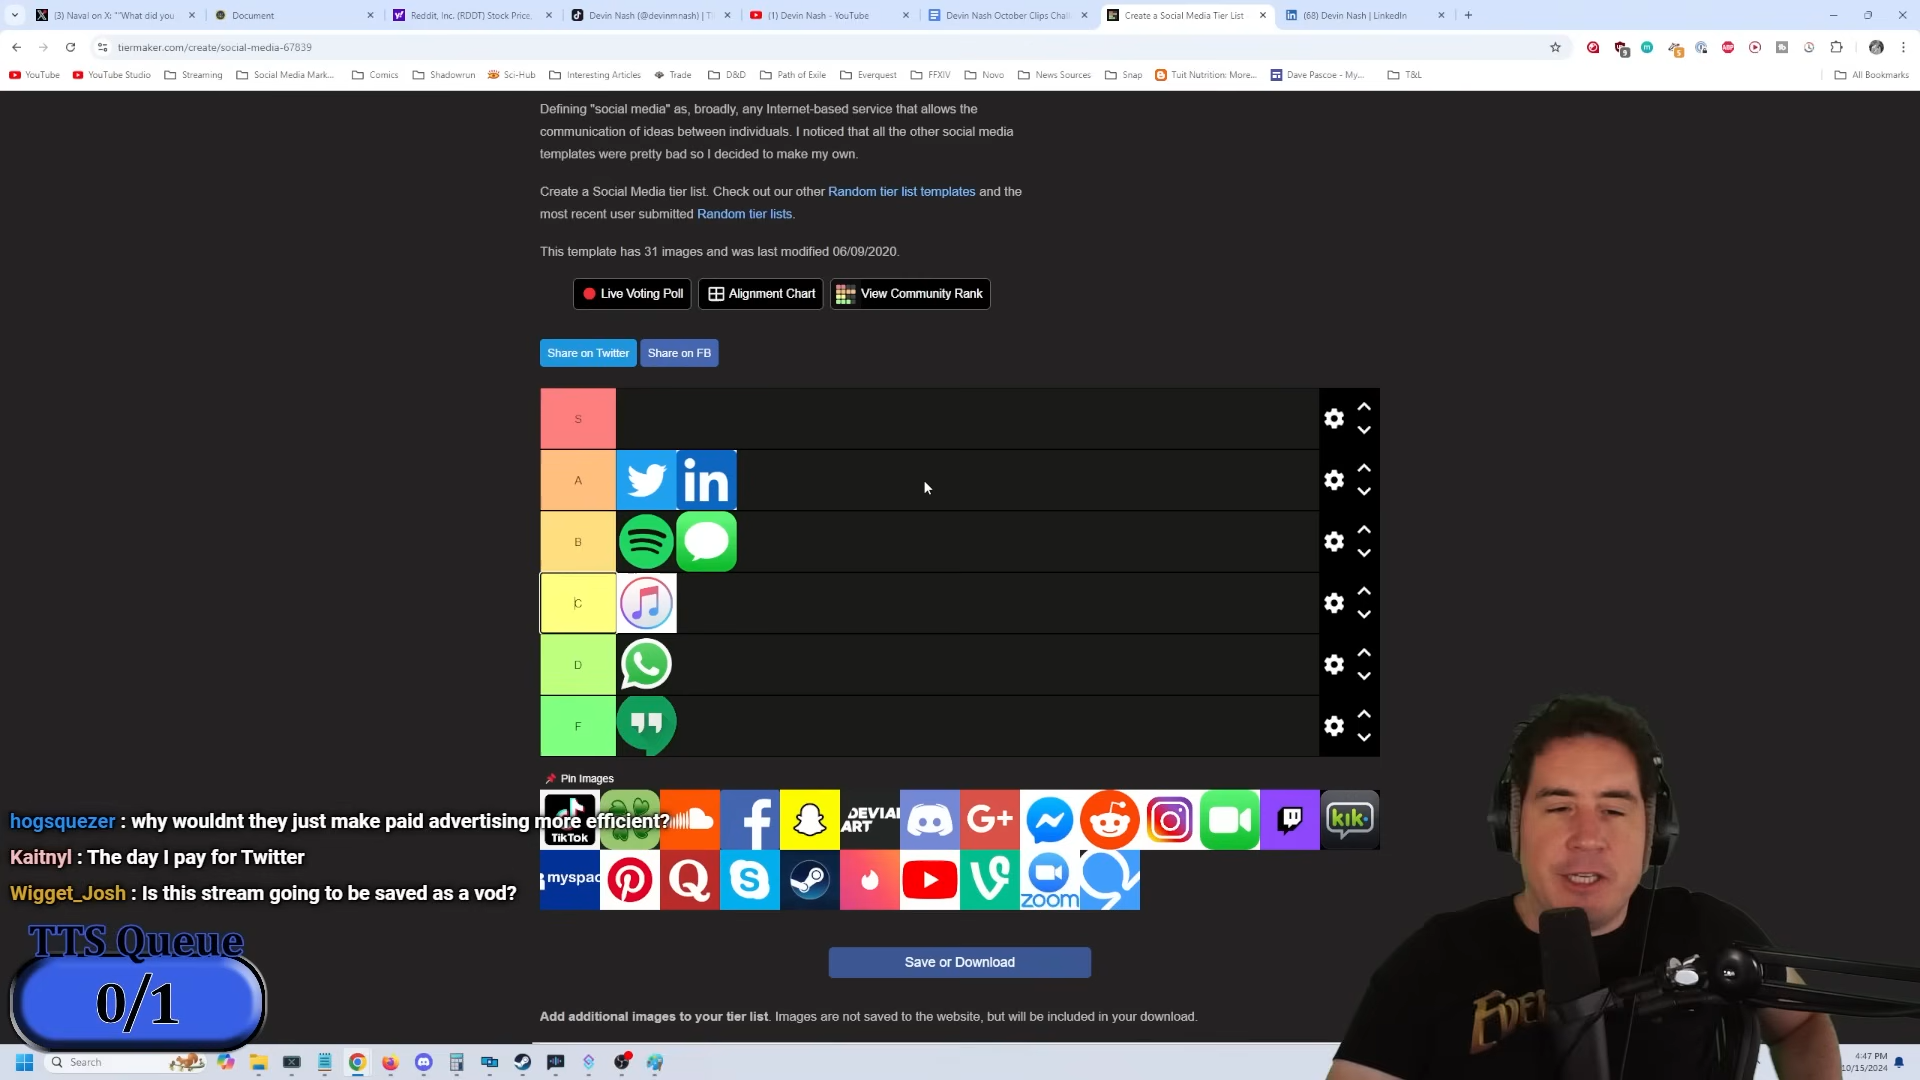 (3) Naval on X: ""What did you
Document
Reddit, Inc. (RDDT) Stock Price,
Devin Nash (@devinmnash) | Ti
(1) Devin Nash - YouTube
Devin Nash October Clips Chall
Create a Social Media Tier List
(68) Devin Nash | LinkedIn
tiermaker.com/create/social-media-67839
YouTube
YouTube Studio
Streaming
Social Media Mark...
Comics
Shadowrun
Sci-Hub
Interesting Articles
Trade
D&D
Path of Exile
Everquest
FFXIV
Novo
News Sources
Snap
Tuit Nutrition: More...
Dave Pascoe - My...
T&L
All Bookmarks
Defining "social media" as, broadly, any Internet-based service that allows the
communication of ideas between individuals. I noticed that all the other social media
templates were pretty bad so I decided to make my own.
Create a Social Media tier list. Check out our other Random tier list templates and the
most recent user submitted Random tier lists.
This template has 31 images and was last modified 06/09/2020.
Live Voting Poll
Alignment Chart
View Community Rank
Share on Twitter
Share on FB
S
A
in
B
C
D
F
Pin Images
TikTok
DEVIAN
ART
G+
kik
myspac
zoom
hogsquezer : why wouldnt they just make paid advertising more efficient?
Kaitnyl : The day I pay for Twitter
Wigget_Josh : Is this stream going to be saved as a vod?
TTS Queue
0/1
Save or Download
Add additional images to your tier list. Images are not saved to the website, but will be included in your download.
Search
4:47 PM
10/15/2024